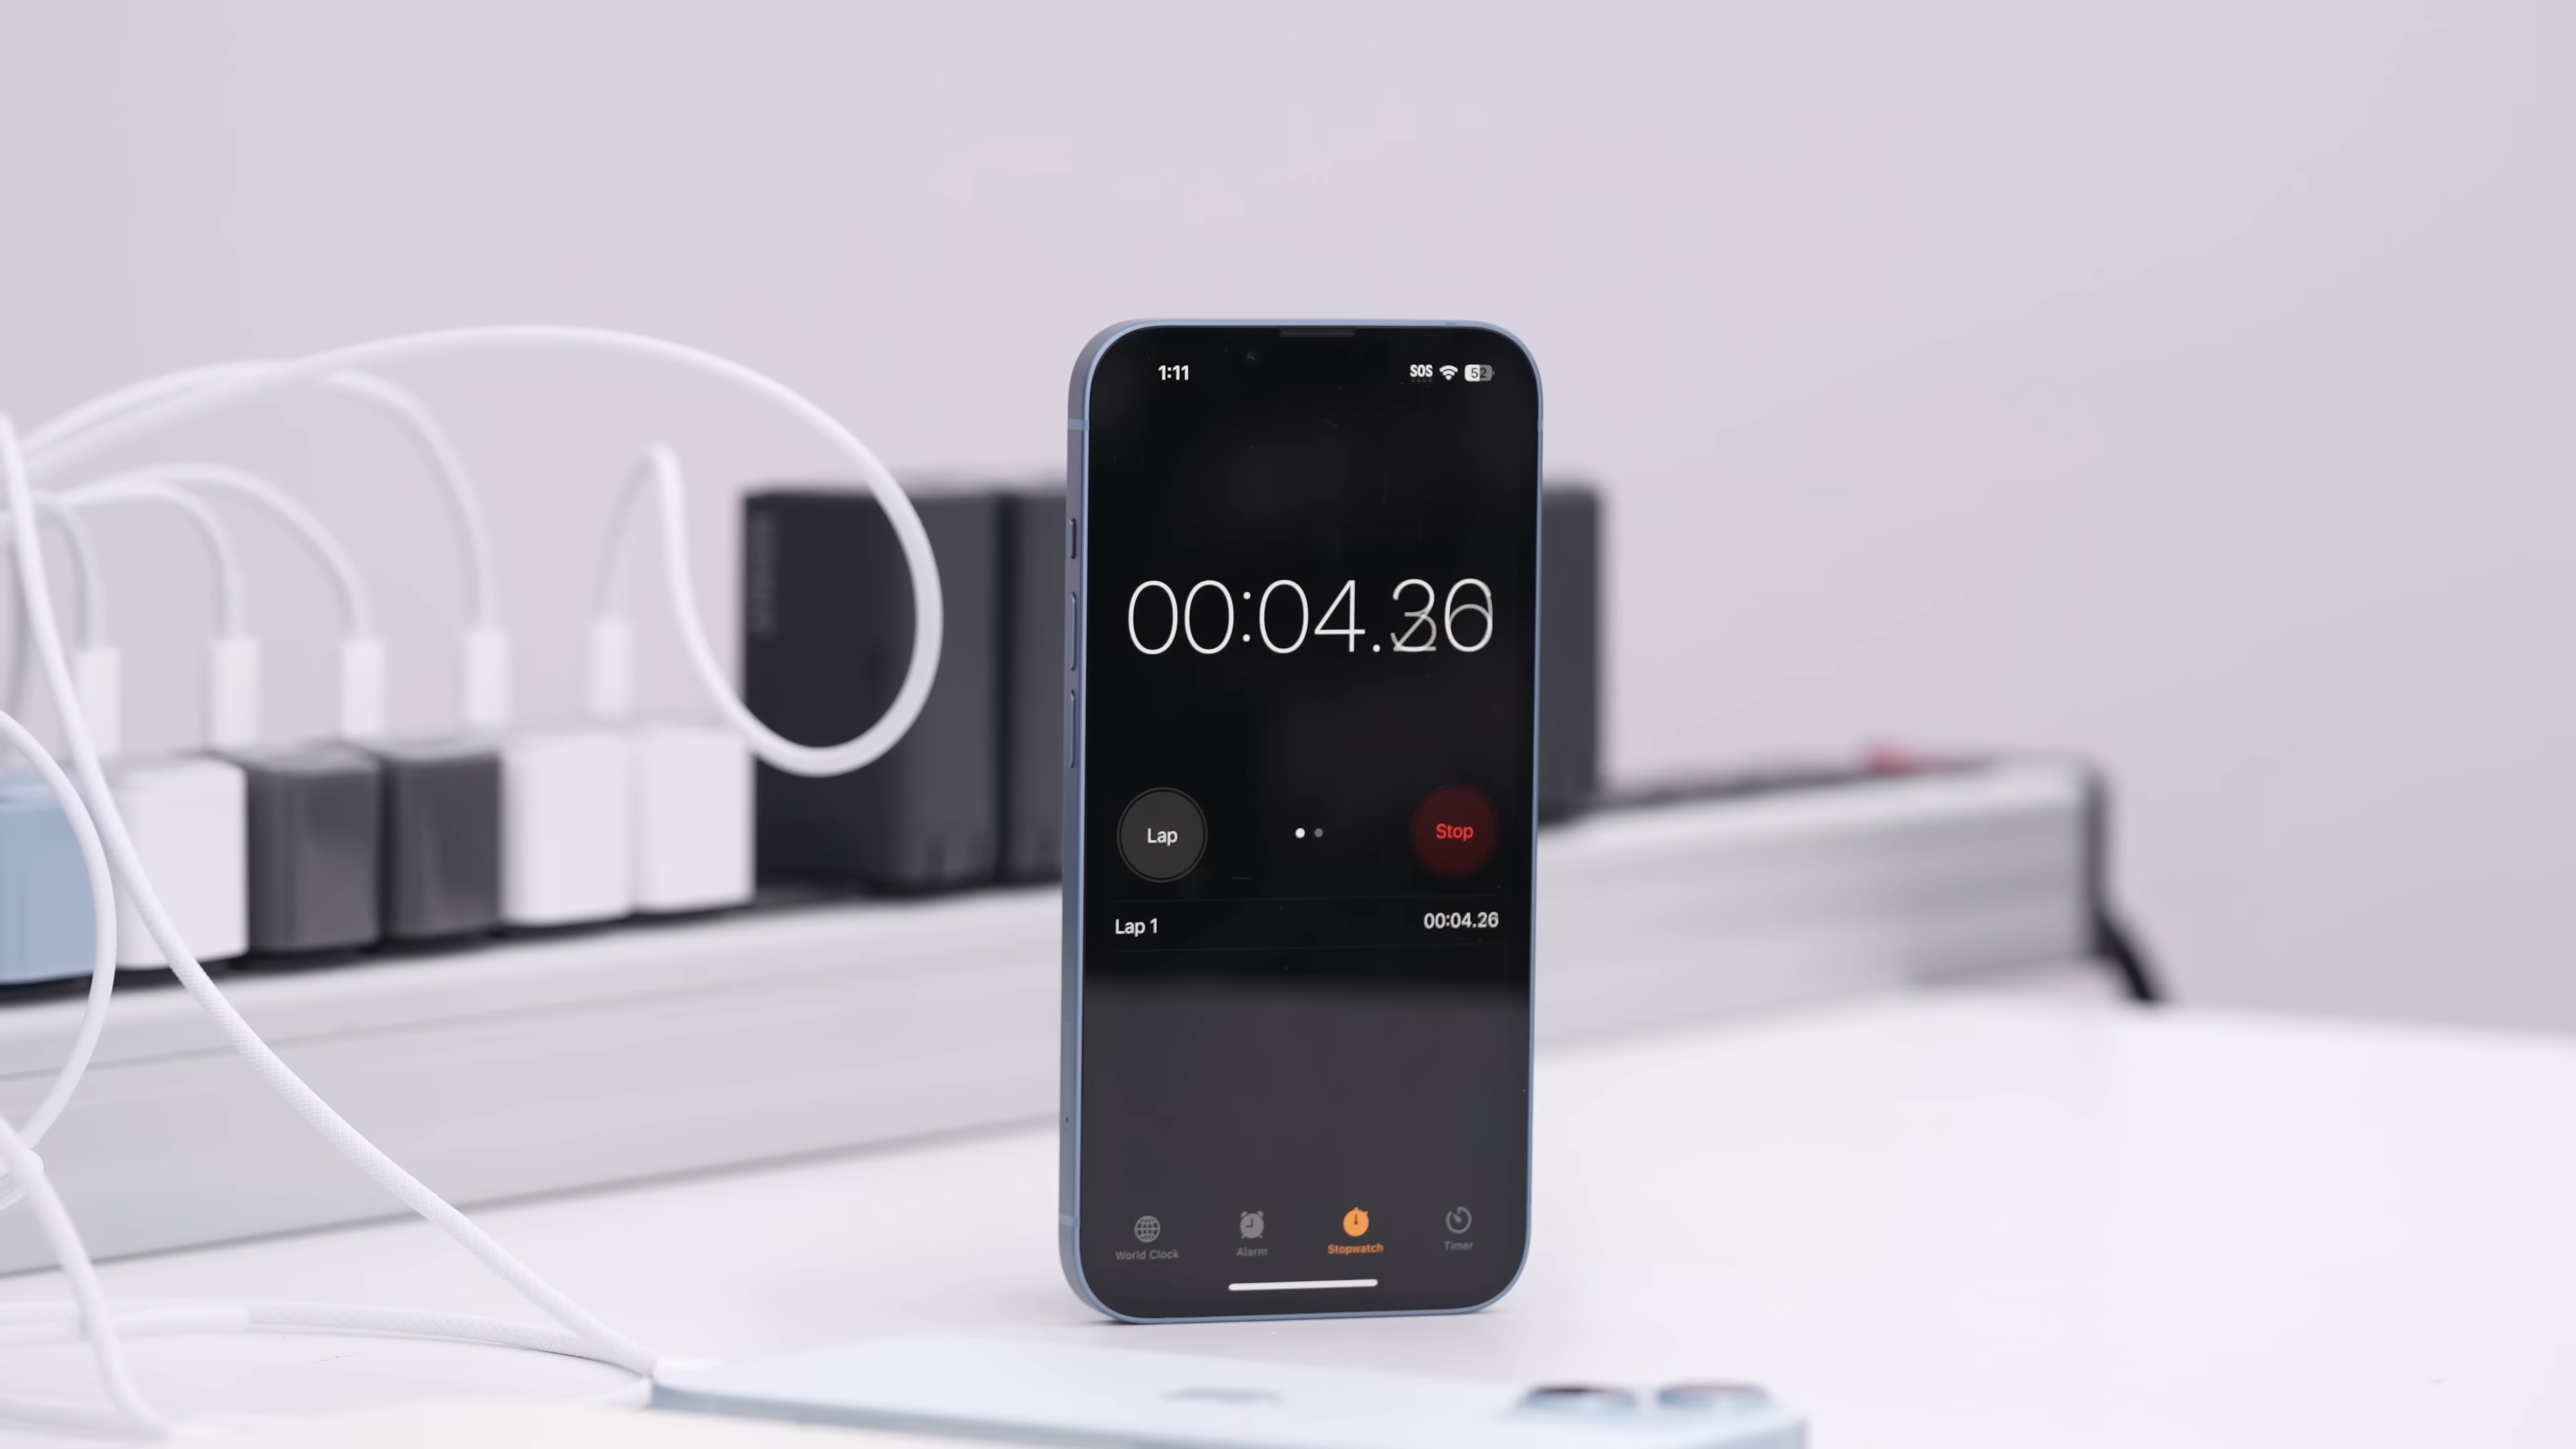 1:11 SOS 52
00:04.26
Lap Stop
Lap 1 00:04.26
World Clock Alarm Stopwatch Timer